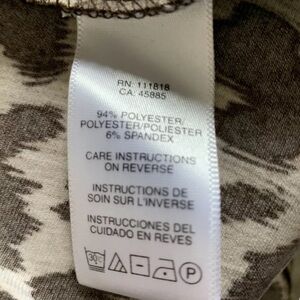 RN: 111818
CA: 45885
94% POLYESTER/
POLYESTER/POLIESTER
6% SPANDEX
CARE INSTRUCTIONS
ON REVERSE
INSTRUCTIONS DE
SOIN SUR L'INVERSE
INSTRUCCIONES DEL
CUIDADO EN REVES
30°C P